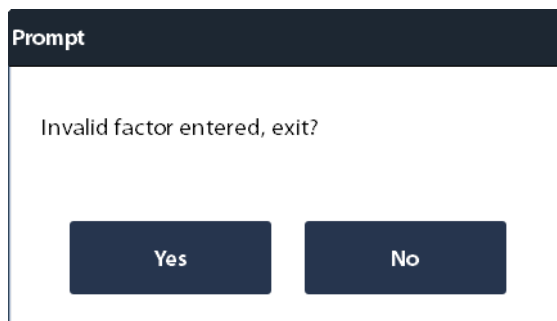 Prompt
Invalid factor entered, exit?
Yes
No